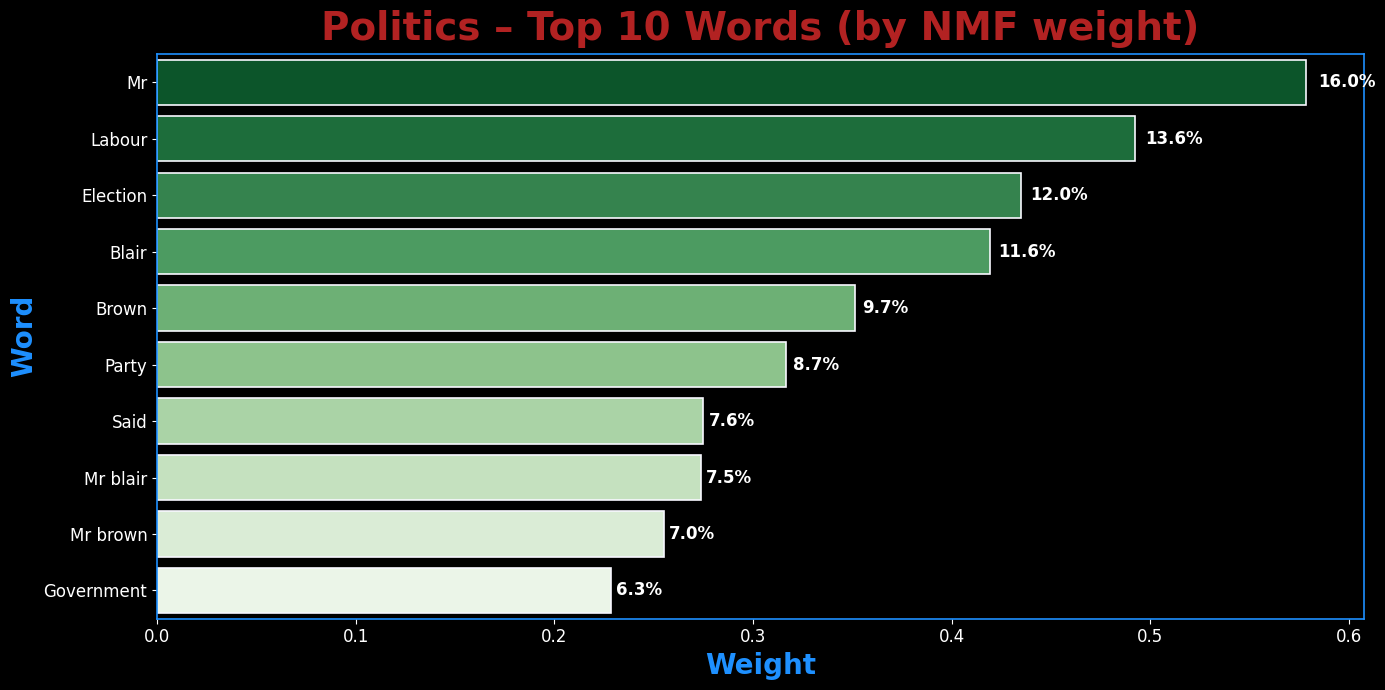 Politics – Top 10 Words (by NMF weight)
Mr 16.0%
Labour 13.6%
Election 12.0%
Blair 11.6%
Brown 9.7%
Party 8.7%
Said 7.6%
Mr blair 7.5%
Mr brown 7.0%
Government 6.3%
Word
0.0 0.1 0.2 0.3 0.4 0.5 0.6
Weight